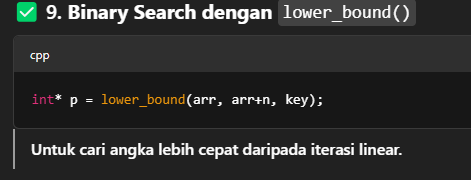 ✅ 9. Binary Search dengan lower_bound()
cpp
int* p = lower_bound(arr, arr+n, key);
Untuk cari angka lebih cepat daripada iterasi linear.